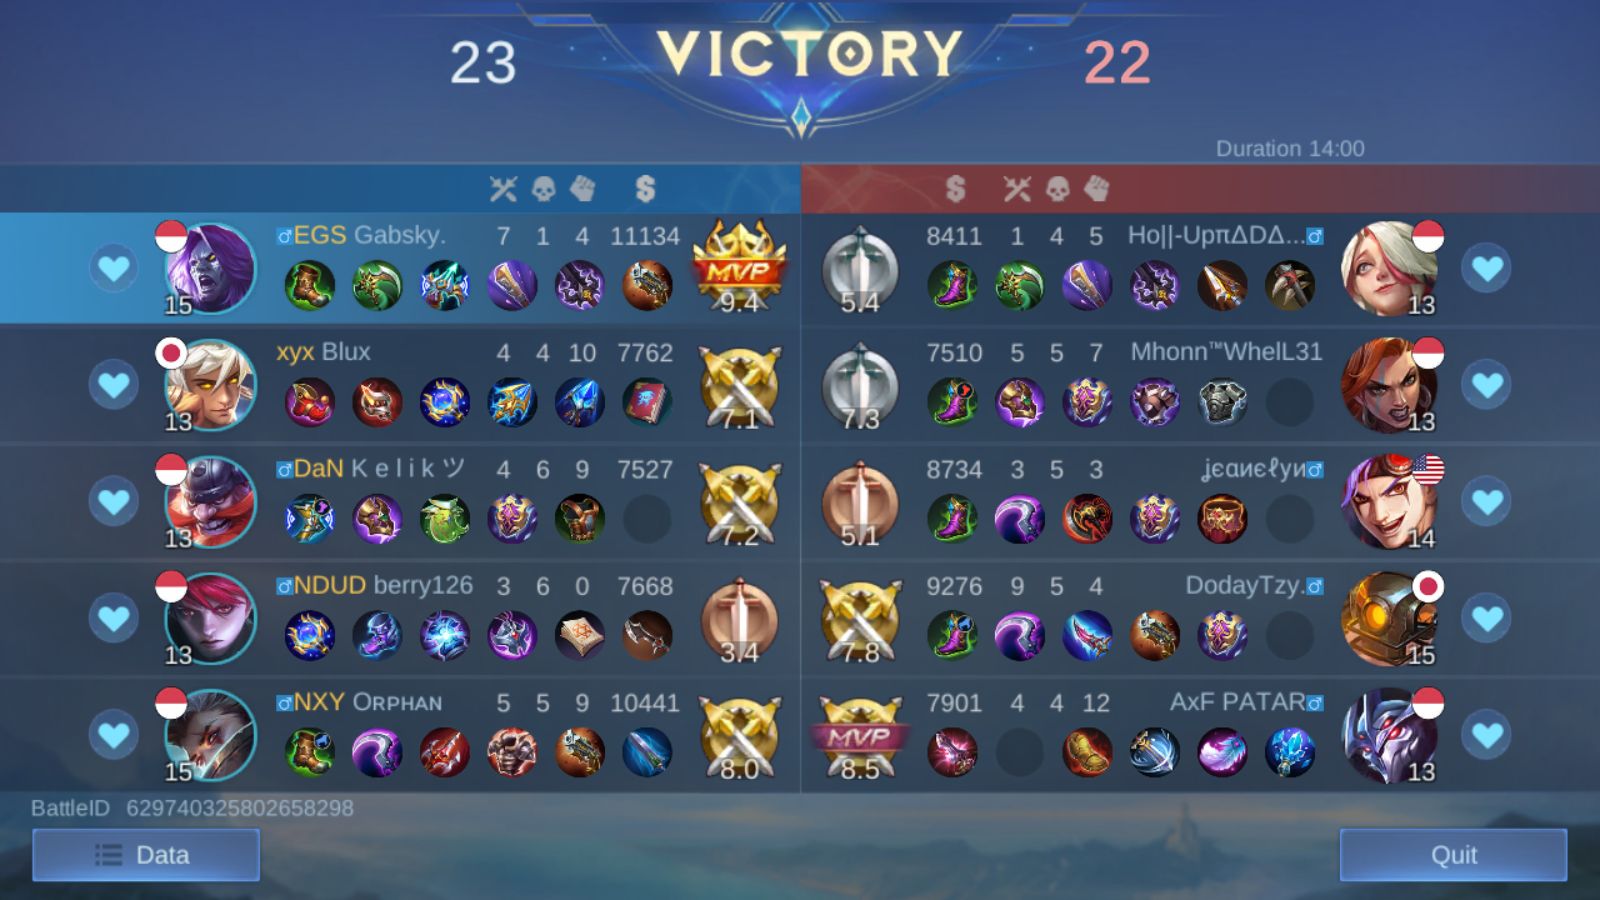 23 VICTORY 22
Duration 14:00
EGS Gabsky. 7 1 4 11134 MVP 9.4 15
5.4 8411 1 4 5 Ho||-UpπΔDΔ... 13
xyx Blux 4 4 10 7762 7.1 13
7.3 7510 5 5 7 Mhonn™WhelL31 13
DaN K e l i k ツ 4 6 9 7527 7.2 13
5.1 8734 3 5 3 ʝєαиєℓуи 14
NDUD berry126 3 6 0 7668 3.4 13
7.8 9276 9 5 4 DodayTzy. 15
NXY Orphan 5 5 9 10441 8.0 15
MVP 8.5 7901 4 4 12 AxF PATAR 13
BattleID 629740325802658298
Data
Quit